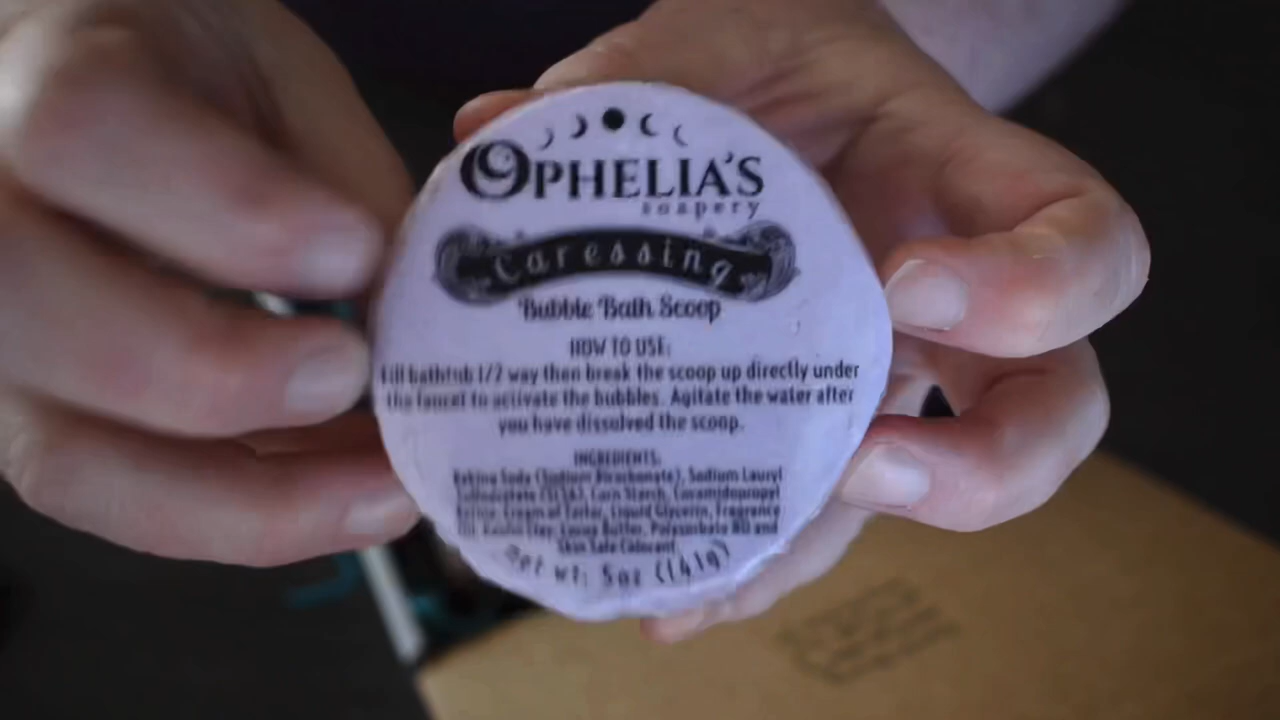 OPHELIA'S
soapery
Caressing
Bubble Bath Scoop
HOW TO USE:
Fill bathtub 1/2 way then break the scoop up directly under
the faucet to activate the bubbles. Agitate the water after
you have dissolved the scoop.
INGREDIENTS:
Baking Soda (Sodium Bicarbonate), Sodium Lauryl
Corn Starch, Cocamidopropyl
Cream of Tartar, Liquid Glycerin, Fragrance
Oil, Kaolin Clay, Cocoa Butter, Polysorbate 80 and
Skin Safe Colorant
net wt: 5oz (141g)